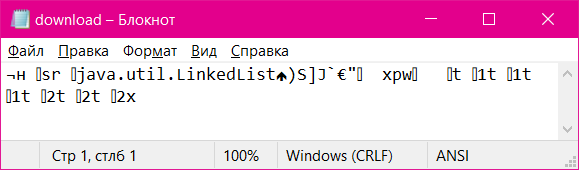 download – Блокнот
Файл Правка Формат Вид Справка
¬н ▯sr ▯java.util.LinkedList♠)S]J`€"▯ xpw▯ ▯t ▯1t ▯1t
▯1t ▯2t ▯2t ▯2x
Стр 1, стлб 1 100% Windows (CRLF) ANSI